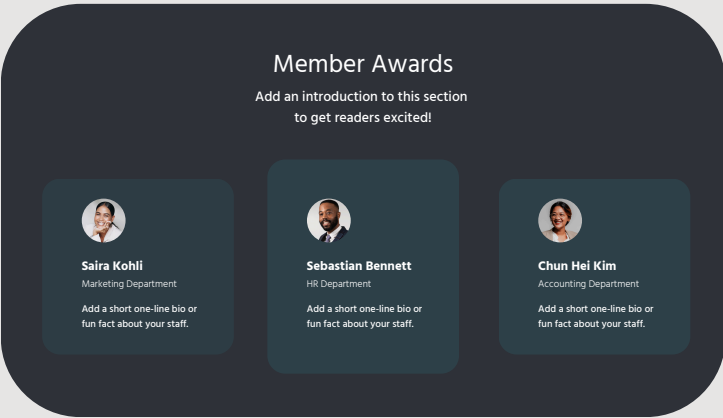 Member Awards
Add an introduction to this section
to get readers excited!
Saira Kohli
Marketing Department
Add a short one-line bio or
fun fact about your staff.
Sebastian Bennett
HR Department
Add a short one-line bio or
fun fact about your staff.
Chun Hei Kim
Accounting Department
Add a short one-line bio or
fun fact about your staff.